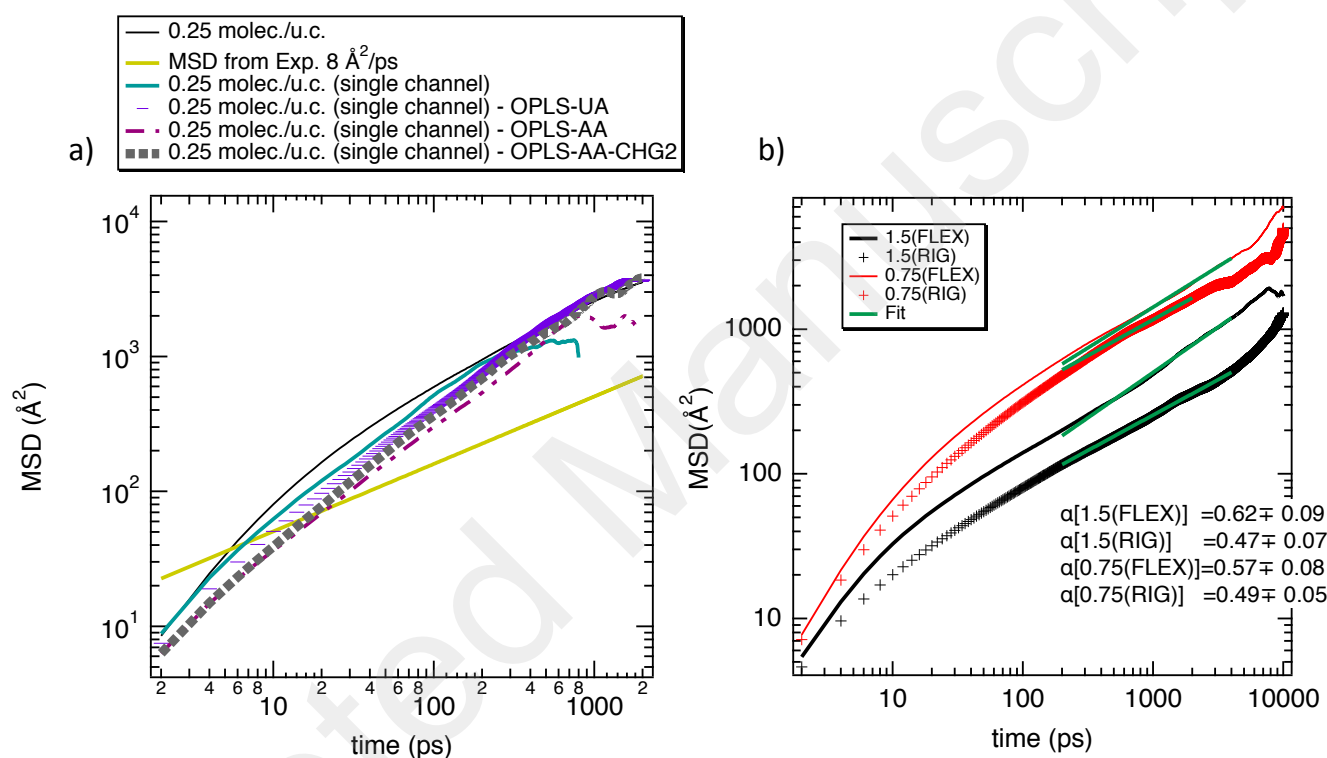 0.25 molec./u.c.
MSD from Exp. 8 Å²/ps
0.25 molec./u.c. (single channel)
0.25 molec./u.c. (single channel) - OPLS-UA
0.25 molec./u.c. (single channel) - OPLS-AA
0.25 molec./u.c. (single channel) - OPLS-AA-CHG2
a)
10⁴
10³
10²
10¹
MSD (Å²)
2 4 6 8 10 2 4 6 8 100 2 4 6 8 1000 2
time (ps)
b)
1.5(FLEX)
1.5(RIG)
0.75(FLEX)
0.75(RIG)
Fit
1000
100
10
MSD(Å²)
α[1.5(FLEX)] =0.62∓ 0.09
α[1.5(RIG)] =0.47∓ 0.07
α[0.75(FLEX)]=0.57∓ 0.08
α[0.75(RIG)] =0.49∓ 0.05
10 100 1000 10000
time (ps)
ted Manuscrip